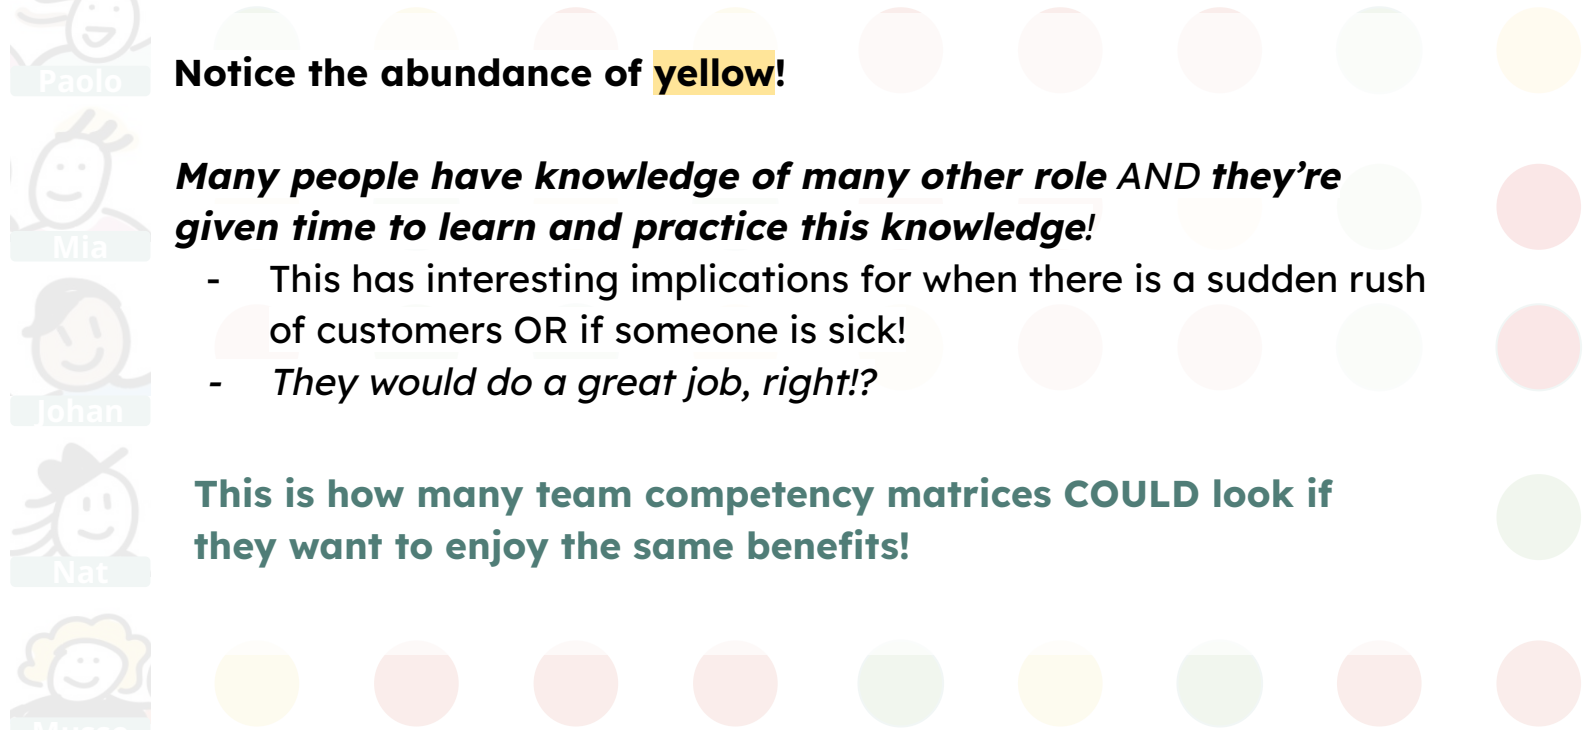 Paolo
Notice the abundance of yellow!
Mia
Many people have knowledge of many other role AND they’re
given time to learn and practice this knowledge!
- This has interesting implications for when there is a sudden rush
of customers OR if someone is sick!
- They would do a great job, right!?
Johan
This is how many team competency matrices COULD look if
they want to enjoy the same benefits!
Nat